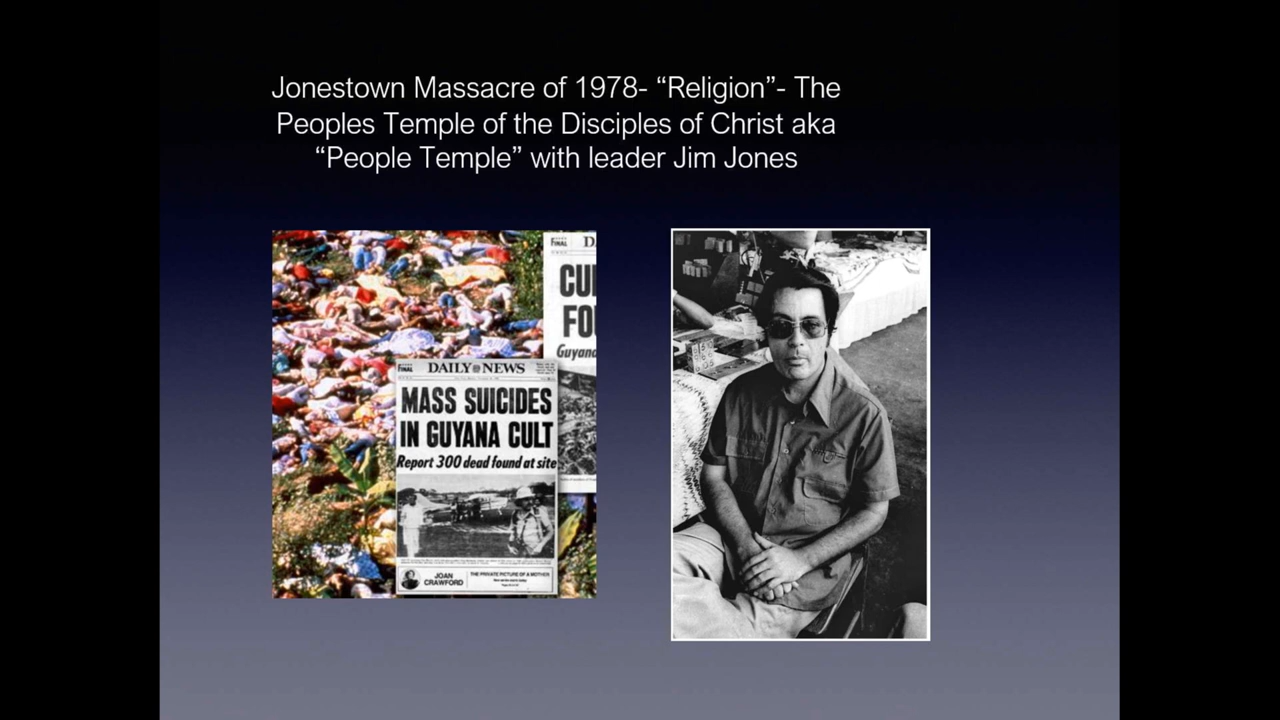 Jonestown Massacre of 1978- “Religion”- The
Peoples Temple of the Disciples of Christ aka
“People Temple” with leader Jim Jones
FINAL
D
CU
FO
Guyana
FINAL
DAILY NEWS
MASS SUICIDES
IN GUYANA CULT
Report 300 dead found at site
JOAN
CRAWFORD
THE PRIVATE PICTURE OF A MOTHER